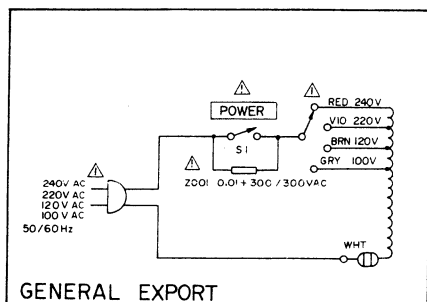 POWER
S1
Z001 0.01+300/300VAC
RED 240V
VIO 220V
BRN 120V
GRY 100V
240V AC
220V AC
120V AC
100V AC
50/60Hz
WHT
GENERAL EXPORT